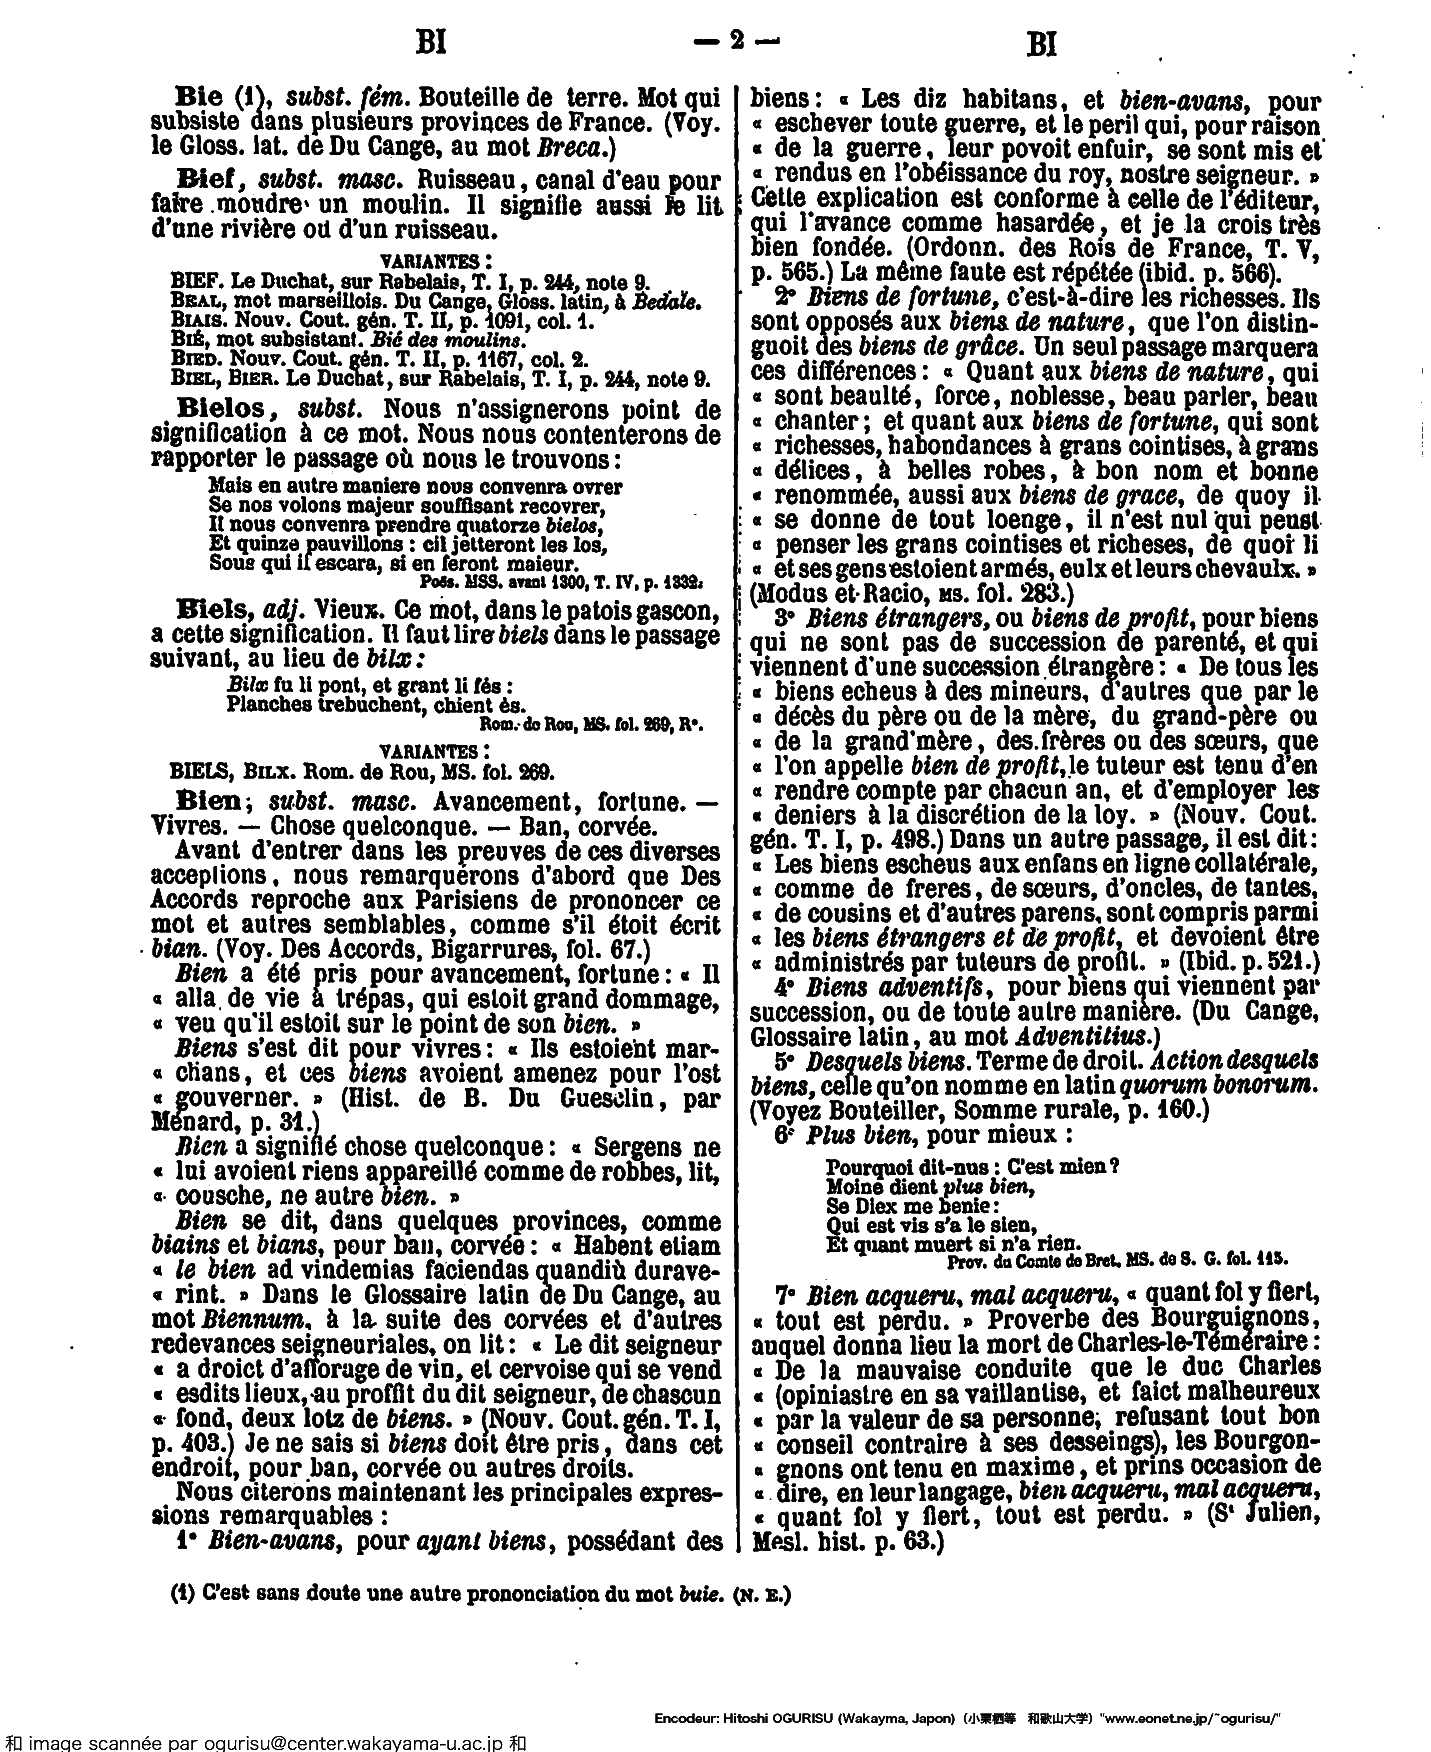 BI
— 2 —
BI
Bie (1), subst. fém. Bouteille de terre. Mot qui
subsiste dans plusieurs provinces de France. (Voy.
le Gloss. lat. de Du Cange, au mot Breca.)
Bief, subst. masc. Ruisseau, canal d'eau pour
faire moudre un moulin. Il signifie aussi le lit
d'une rivière ou d'un ruisseau.
VARIANTES :
BIEF. Le Duchat, sur Rabelais, T. I, p. 244, note 9.
BEAL, mot marseillois. Du Cange, Gloss. latin, à Bedale.
BIAIS. Nouv. Cout. gén. T. II, p. 1091, col. 1.
BIÉ, mot subsistant. Bié des moulins.
BIED. Nouv. Cout. gén. T. II, p. 1167, col. 2.
BIEL, BIER. Le Duchat, sur Rabelais, T. I, p. 244, note 9.
Bielos, subst. Nous n'assignerons point de
signification à ce mot. Nous nous contenterons de
rapporter le passage où nous le trouvons :
Mais en autre maniere nous convenra ovrer
Se nos volons majeur souffisant recovrer,
Il nous convenra prendre quatorze bielos,
Et quinze pauvillons : cil jetteront les los,
Sous qui il escara, si en feront maieur.
Poës. MSS. avant 1300, T. IV, p. 1332.
Biels, adj. Vieux. Ce mot, dans le patois gascon,
a cette signification. Il faut lire biels dans le passage
suivant, au lieu de bilx :
Bilx fu li pont, et grant li fés :
Planches trebuchent, chient ès.
Rom. de Rou, MS. fol. 269, R°.
VARIANTES :
BIELS, BILX. Rom. de Rou, MS. fol. 269.
Bien, subst. masc. Avancement, fortune. —
Vivres. — Chose quelconque. — Ban, corvée.
Avant d'entrer dans les preuves de ces diverses
acceptions, nous remarquerons d'abord que Des
Accords reproche aux Parisiens de prononcer ce
mot et autres semblables, comme s'il étoit écrit
bian. (Voy. Des Accords, Bigarrures, fol. 67.)
Bien a été pris pour avancement, fortune : « Il
« alla de vie à trépas, qui estoit grand dommage,
« veu qu'il estoit sur le point de son bien. »
Biens s'est dit pour vivres : « Ils estoient mar-
« chans, et ces biens avoient amenez pour l'ost
« gouverner. » (Hist. de B. Du Guesclin, par
Ménard, p. 31.)
Bien a signifié chose quelconque : « Sergens ne
« lui avoient riens appareillé comme de robbes, lit,
« cousche, ne autre bien. »
Bien se dit, dans quelques provinces, comme
biains et bians, pour ban, corvée : « Habent etiam
« le bien ad vindemias faciendas quandiù durave-
« rint. » Dans le Glossaire latin de Du Cange, au
mot Biennum, à la suite des corvées et d'autres
redevances seigneuriales, on lit : « Le dit seigneur
« a droict d'afforage de vin, et cervoise qui se vend
« esdits lieux, au proffit du dit seigneur, de chascun
« fond, deux lotz de biens. » (Nouv. Cout. gén. T. I,
p. 403.) Je ne sais si biens doit être pris, dans cet
endroit, pour ban, corvée ou autres droits.
Nous citerons maintenant les principales expres-
sions remarquables :
1° Bien-avans, pour ayant biens, possédant des
biens : « Les diz habitans, et bien-avans, pour
« eschever toute guerre, et le peril qui, pour raison
« de la guerre, leur povoit enfuir, se sont mis et
« rendus en l'obéissance du roy, nostre seigneur. »
Cette explication est conforme à celle de l'éditeur,
qui l'avance comme hasardée, et je la crois très
bien fondée. (Ordonn. des Rois de France, T. V,
p. 565.) La même faute est répétée (ibid. p. 566).
2° Biens de fortune, c'est-à-dire les richesses. Ils
sont opposés aux biens de nature, que l'on distin-
guoit des biens de grâce. Un seul passage marquera
ces différences : « Quant aux biens de nature, qui
« sont beaulté, force, noblesse, beau parler, beau
« chanter ; et quant aux biens de fortune, qui sont
« richesses, habondances à grans cointises, à grans
« délices, à belles robes, à bon nom et bonne
« renommée, aussi aux biens de grace, de quoy il
« se donne de tout loenge, il n'est nul qui peust
« penser les grans cointises et richeses, de quoi li
« et ses gens estoient armés, eulx et leurs chevaulx. »
(Modus et Racio, MS. fol. 283.)
3° Biens étrangers, ou biens de profit, pour biens
qui ne sont pas de succession de parenté, et qui
viennent d'une succession étrangère : « De tous les
« biens echeus à des mineurs, d'autres que par le
« décès du père ou de la mère, du grand-père ou
« de la grand'mère, des frères ou des sœurs, que
« l'on appelle bien de profit, le tuteur est tenu d'en
« rendre compte par chacun an, et d'employer les
« deniers à la discrétion de la loy. » (Nouv. Cout.
gén. T. I, p. 498.) Dans un autre passage, il est dit :
« Les biens escheus aux enfans en ligne collatérale,
« comme de freres, de sœurs, d'oncles, de tantes,
« de cousins et d'autres parens, sont compris parmi
« les biens étrangers et de profit, et devoient être
« administrés par tuteurs de profit. » (Ibid. p. 521.)
4° Biens adventifs, pour biens qui viennent par
succession, ou de toute autre manière. (Du Cange,
Glossaire latin, au mot Adventitius.)
5° Desquels biens. Terme de droit. Action desquels
biens, celle qu'on nomme en latin quorum bonorum.
(Voyez Bouteiller, Somme rurale, p. 160.)
6° Plus bien, pour mieux :
Pourquoi dit-nus : C'est mien ?
Moine dient plus bien,
Se Diex me benie :
Qui est vis s'a le sien,
Et quant muert si n'a rien.
Prov. du Comte de Bret. MS. de S. G. fol. 113.
7° Bien acqueru, mal acqueru, « quant fol y fiert,
« tout est perdu. » Proverbe des Bourguignons,
auquel donna lieu la mort de Charles-le-Téméraire :
« De la mauvaise conduite que le duc Charles
« (opiniastre en sa vaillantise, et faict malheureux
« par la valeur de sa personne, refusant tout bon
« conseil contraire à ses desseings), les Bourgon-
« gnons ont tenu en maxime, et prins occasion de
« dire, en leur langage, bien acqueru, mal acqueru,
« quant fol y fiert, tout est perdu. » (St Julien,
Mesl. hist. p. 63.)
(1) C'est sans doute une autre prononciation du mot buie. (N. E.)
Encodeur: Hitoshi OGURISU (Wakayma, Japon) (小栗栖等 和歌山大学) "www.eonet.ne.jp/~ogurisu/"
和 image scannée par ogurisu@center.wakayama-u.ac.jp 和